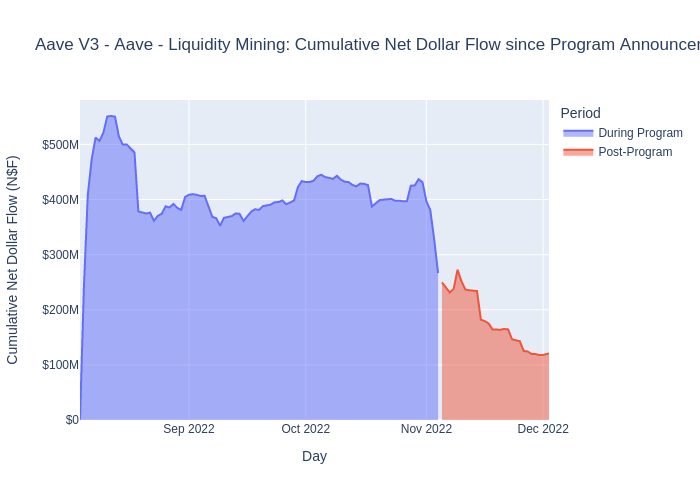 Aave V3 - Aave - Liquidity Mining: Cumulative Net Dollar Flow since Program
Period
During Program
Post-Program
Cumulative Net Dollar Flow (N$F)
$500M
$400M
$300M
$200M
$100M
$0
Sep 2022
Oct 2022
Nov 2022
Dec 2022
Day